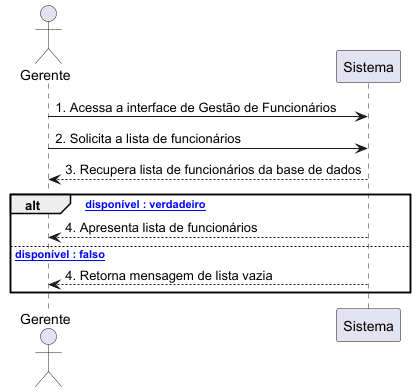 Gerente
Sistema
1. Acessa a interface de Gestão de Funcionários
2. Solicita a lista de funcionários
3. Recupera lista de funcionários da base de dados
alt disponível : verdadeiro
4. Apresenta lista de funcionários
disponível : falso
4. Retorna mensagem de lista vazia
Gerente
Sistema